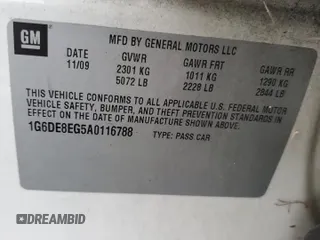 GM
MFD BY GENERAL MOTORS LLC
DATE GVWR GAWR FRT GAWR RR
11/09 2301 KG 1011 KG 1290 KG
5072 LB 2228 LB 2844 LB
THIS VEHICLE CONFORMS TO ALL APPLICABLE U.S. FEDERAL MOTOR
VEHICLE SAFETY, BUMPER, AND THEFT PREVENTION STANDARDS IN
EFFECT ON THE DATE OF MANUFACTURE SHOWN ABOVE.
1G6DE8EG5A0116788 TYPE: PASS CAR